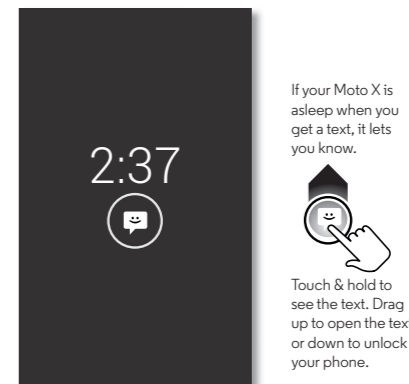 2:37
If your Moto X is
asleep when you
get a text, it lets
you know.
Touch & hold to
see the text. Drag
up to open the tex
or down to unlock
your phone.